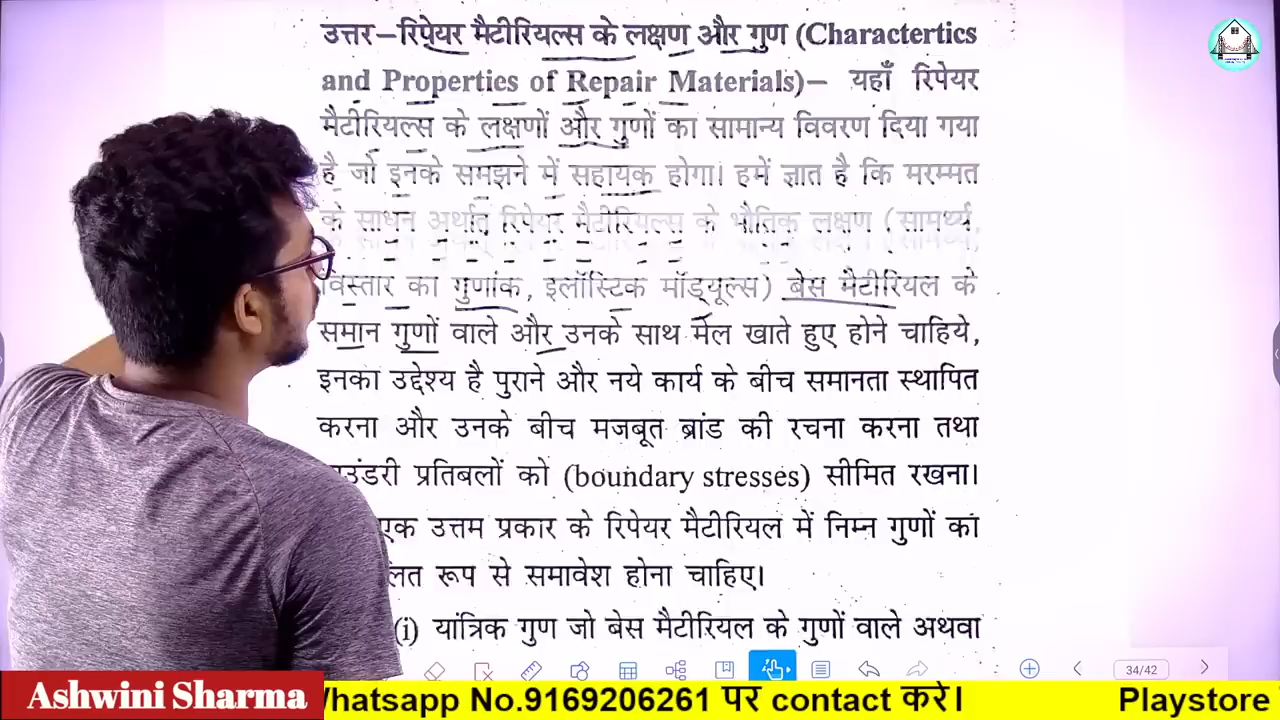 उत्तर–रिपेयर मैटीरियल्स के लक्षण और गुण (Charactertics
and Properties of Repair Materials)– यहाँ रिपेयर
मैटीरियल्स के लक्षणों और गुणों का सामान्य विवरण दिया गया
है जो इनके समझने में सहायक होगा। हमें ज्ञात है कि मरम्मत
के साधन अर्थात् रिपेयर मैटीरियल्स के भौतिक लक्षण (सामर्थ्य,
विस्तार का गुणांक, इलॉस्टिक मॉड्यूल्स) बेस मैटीरियल के
समान गुणों वाले और उनके साथ मेल खाते हुए होने चाहिये,
इनका उद्देश्य है पुराने और नये कार्य के बीच समानता स्थापित
करना और उनके बीच मजबूत ब्रांड की रचना करना तथा
प्रतिबलों को (boundary stresses) सीमित रखना।
एक उत्तम प्रकार के रिपेयर मैटीरियल में निम्न गुणों का
रूप से समावेश होना चाहिए।
(i) यांत्रिक गुण जो बेस मैटीरियल के गुणों वाले अथवा
34/42
Ashwini Sharma
Whatsapp No.9169206261 पर contact करे।
Playstore